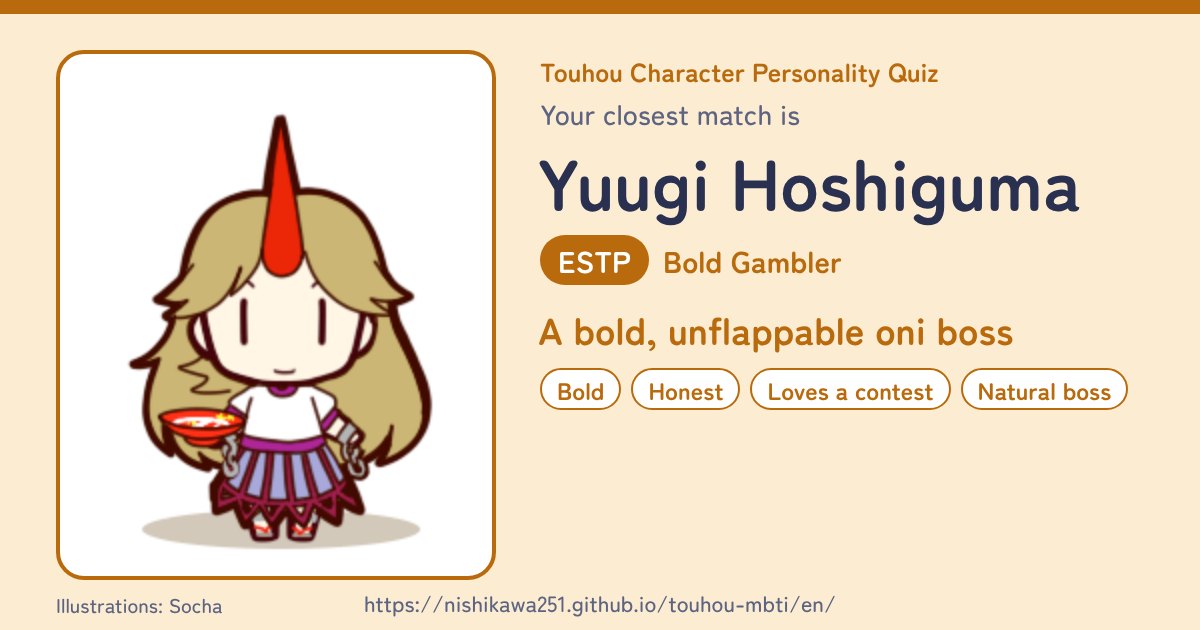 Touhou Character Personality Quiz
Your closest match is
Yuugi Hoshiguma
ESTP Bold Gambler
A bold, unflappable oni boss
Bold Honest Loves a contest Natural boss
Illustrations: Socha https://nishikawa251.github.io/touhou-mbti/en/